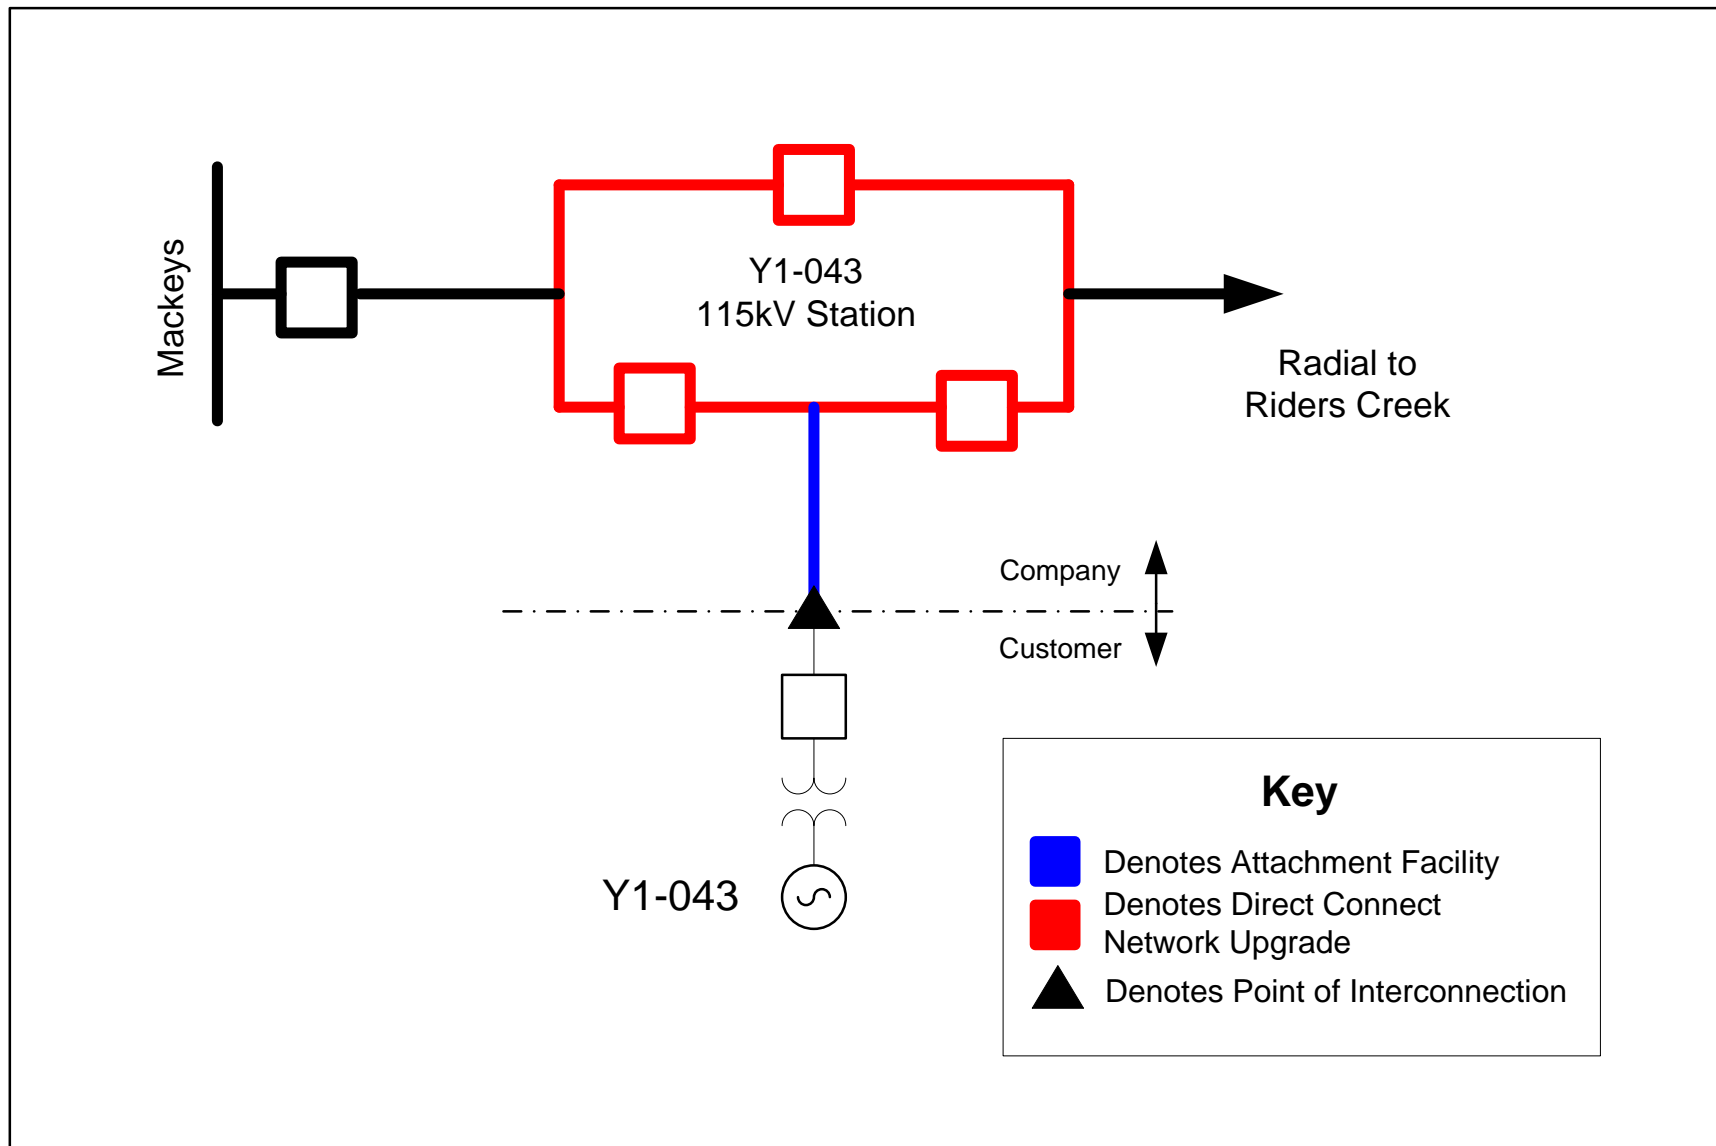 Mackeys
Y1-043
115kV Station
Radial to
Riders Creek
Company
Customer
Y1-043
Key
Denotes Attachment Facility
Denotes Direct Connect
Network Upgrade
Denotes Point of Interconnection